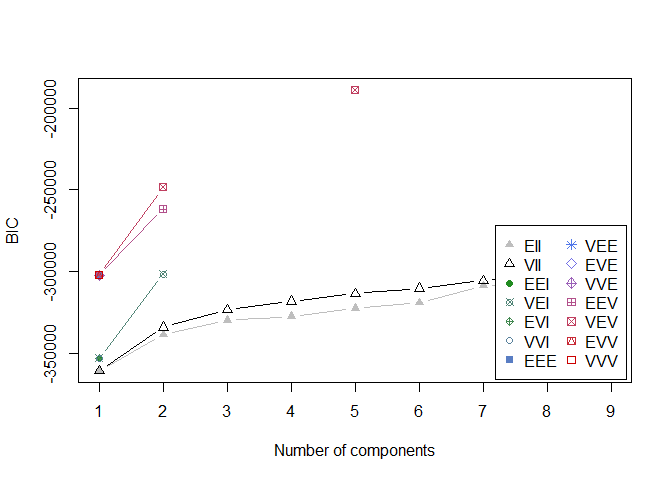 -200000
-250000
-300000
-350000
BIC
EII VEE
VII EVE
EEI VVE
VEI EEV
EVI VEV
VVI EVV
EEE VVV
1 2 3 4 5 6 7 8 9
Number of components